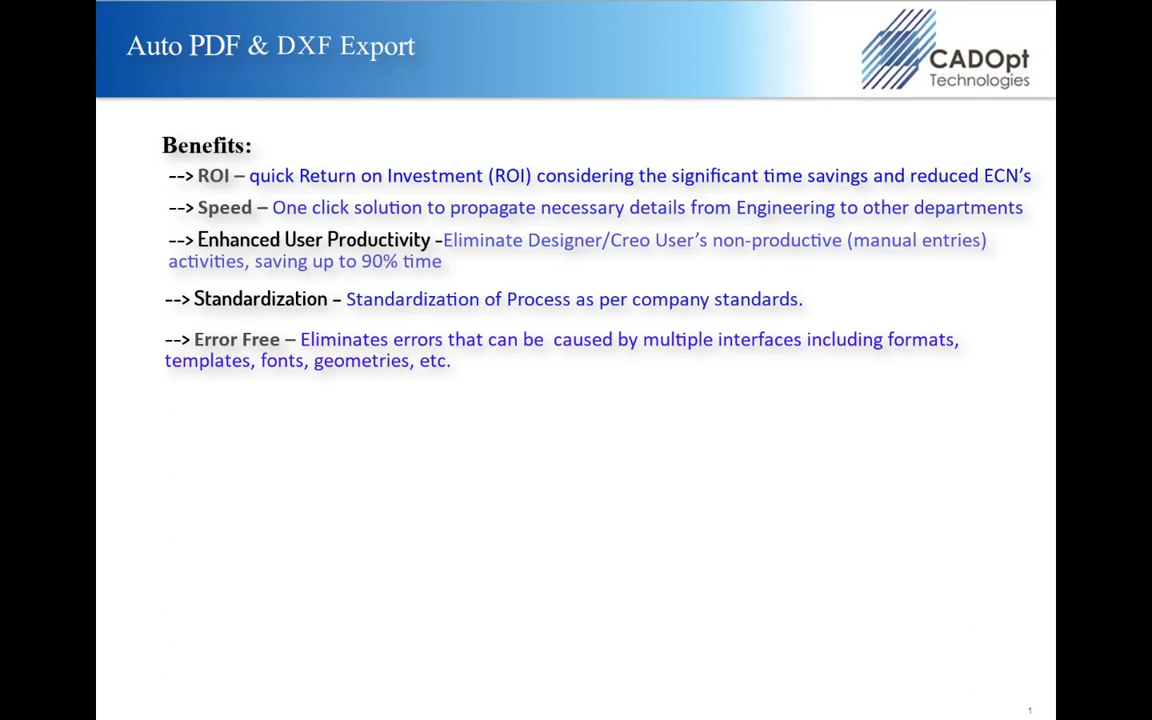 Auto PDF & DXF Export
CADOpt
Technologies
Benefits:
--> ROI – quick Return on Investment (ROI) considering the significant time savings and reduced ECN’s
--> Speed – One click solution to propagate necessary details from Engineering to other departments
--> Enhanced User Productivity -Eliminate Designer/Creo User’s non-productive (manual entries)
activities, saving up to 90% time
--> Standardization – Standardization of Process as per company standards.
--> Error Free – Eliminates errors that can be  caused by multiple interfaces including formats,
templates, fonts, geometries, etc.
1